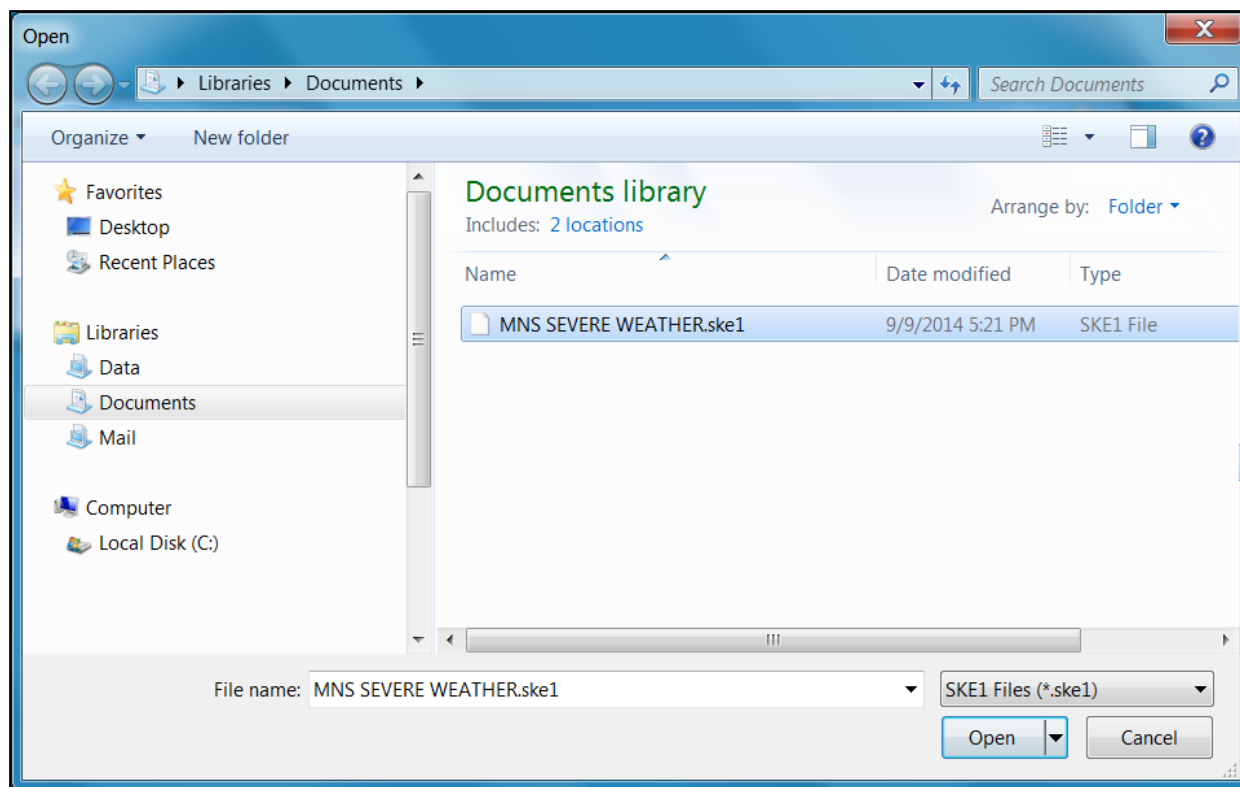 Open
Libraries Documents
Search Documents
Organize New folder
Favorites
Desktop
Recent Places
Libraries
Data
Documents
Mail
Computer
Local Disk (C:)
Documents library
Includes: 2 locations
Arrange by: Folder
Name Date modified Type
MNS SEVERE WEATHER.ske1 9/9/2014 5:21 PM SKE1 File
File name: MNS SEVERE WEATHER.ske1 SKE1 Files (*.ske1)
Open Cancel